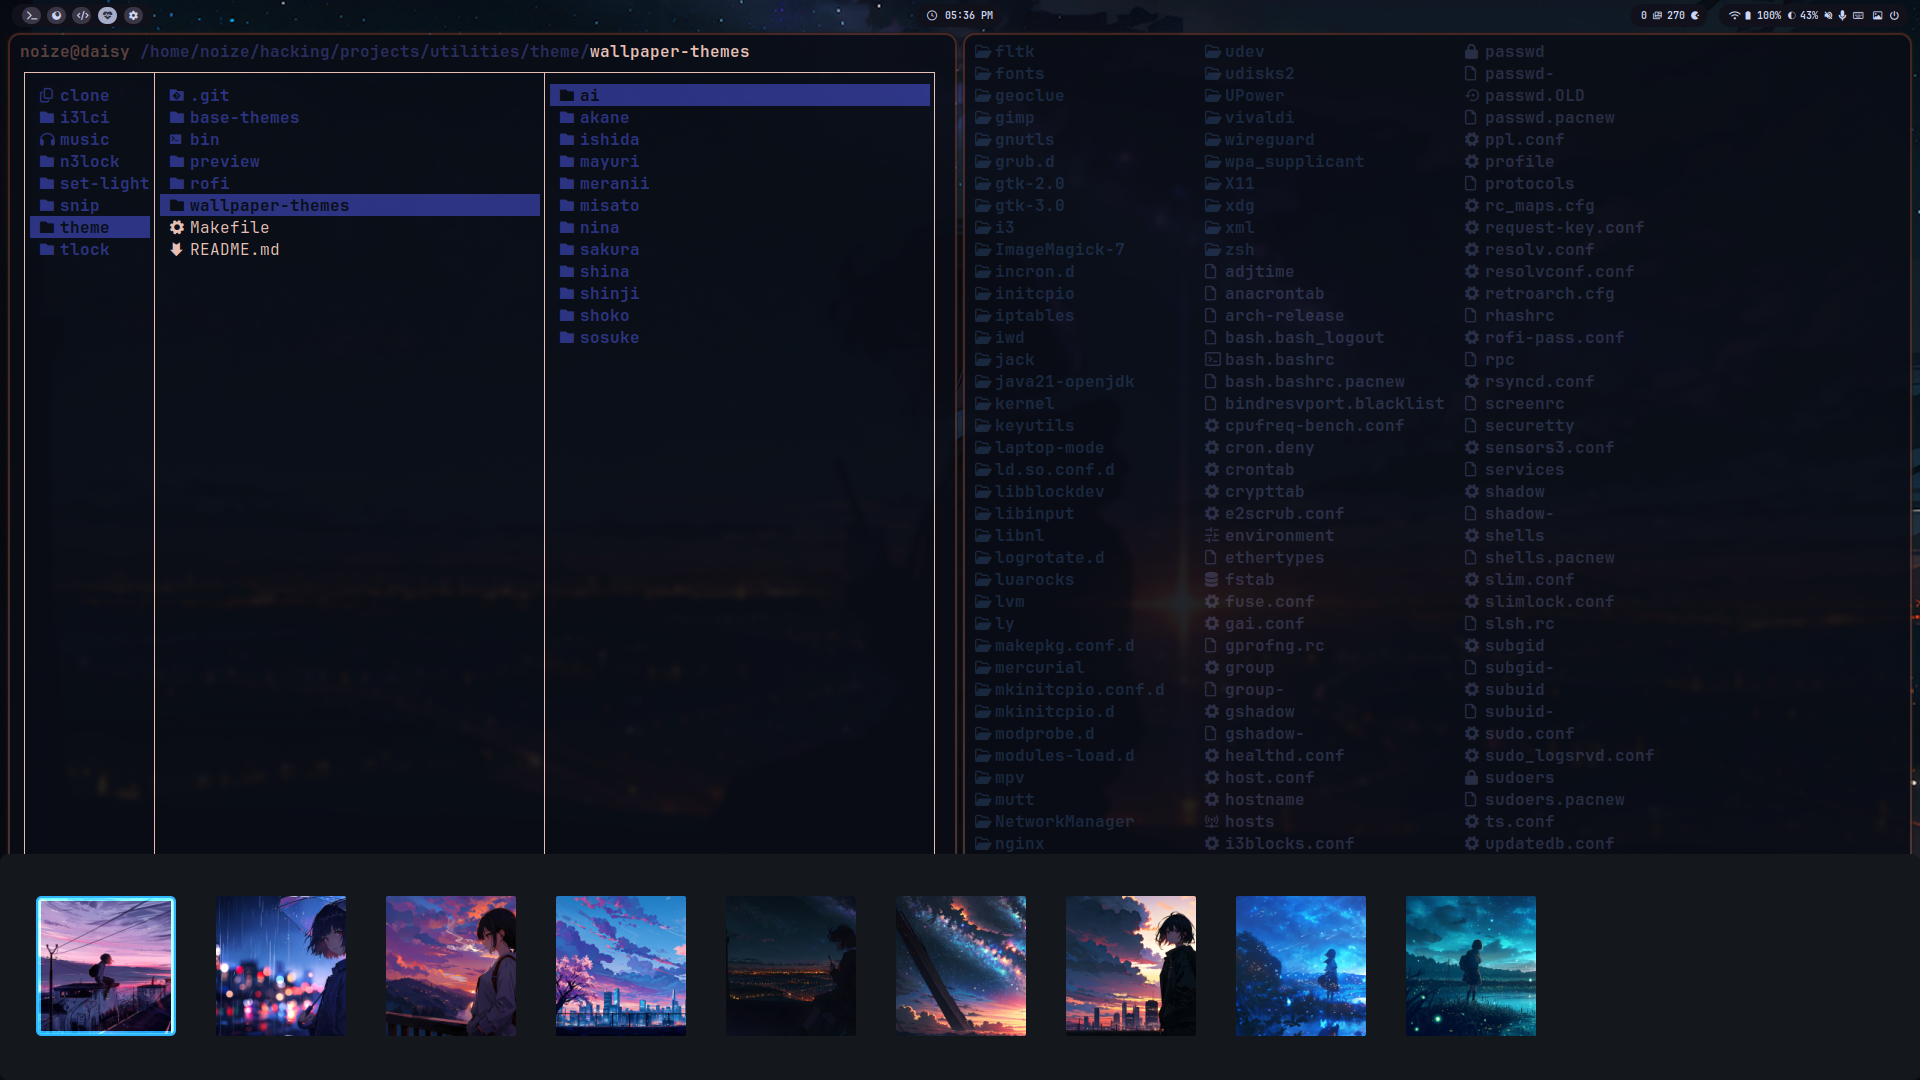 05:36 PM
0 270 100% 43%
noize@daisy /home/noize/hacking/projects/utilities/theme/wallpaper-themes
clone
i3lci
music
n3lock
set-light
snip
theme
tlock
.git
base-themes
bin
preview
rofi
wallpaper-themes
Makefile
README.md
ai
akane
ishida
mayuri
meranii
misato
nina
sakura
shina
shinji
shoko
sosuke
fltk
fonts
geoclue
gimp
gnutls
grub.d
gtk-2.0
gtk-3.0
i3
ImageMagick-7
incron.d
initcpio
iptables
iwd
jack
java21-openjdk
kernel
keyutils
laptop-mode
ld.so.conf.d
libblockdev
libinput
libnl
logrotate.d
luarocks
lvm
ly
makepkg.conf.d
mercurial
mkinitcpio.conf.d
mkinitcpio.d
modprobe.d
modules-load.d
mpv
mutt
NetworkManager
nginx
udev
udisks2
UPower
vivaldi
wireguard
wpa_supplicant
X11
xdg
xml
zsh
adjtime
anacrontab
arch-release
bash.bash_logout
bash.bashrc
bash.bashrc.pacnew
bindresvport.blacklist
cpufreq-bench.conf
cron.deny
crontab
crypttab
e2scrub.conf
environment
ethertypes
fstab
fuse.conf
gai.conf
gprofng.rc
group
group-
gshadow
gshadow-
healthd.conf
host.conf
hostname
hosts
i3blocks.conf
passwd
passwd-
passwd.OLD
passwd.pacnew
ppl.conf
profile
protocols
rc_maps.cfg
request-key.conf
resolv.conf
resolvconf.conf
retroarch.cfg
rhashrc
rofi-pass.conf
rpc
rsyncd.conf
screenrc
securetty
sensors3.conf
services
shadow
shadow-
shells
shells.pacnew
slim.conf
slimlock.conf
slsh.rc
subgid
subgid-
subuid
subuid-
sudo.conf
sudo_logsrvd.conf
sudoers
sudoers.pacnew
ts.conf
updatedb.conf